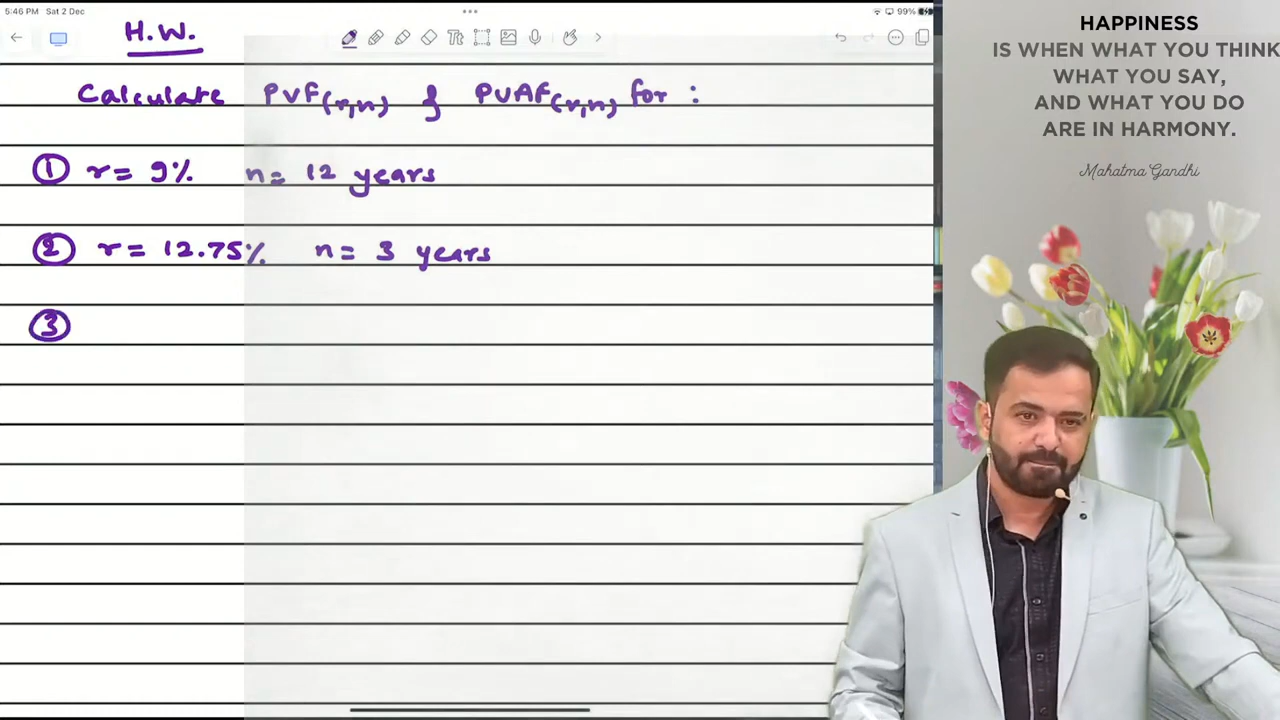 5:46 PM Sat 2 Dec
99%
H.W.
Calculate PVF(r,n) & PVAF(r,n) for :
① r = 9% n = 12 years
② r = 12.75% n = 3 years
③
HAPPINESS
IS WHEN WHAT YOU THINK
WHAT YOU SAY,
AND WHAT YOU DO
ARE IN HARMONY.
Mahatma Gandhi